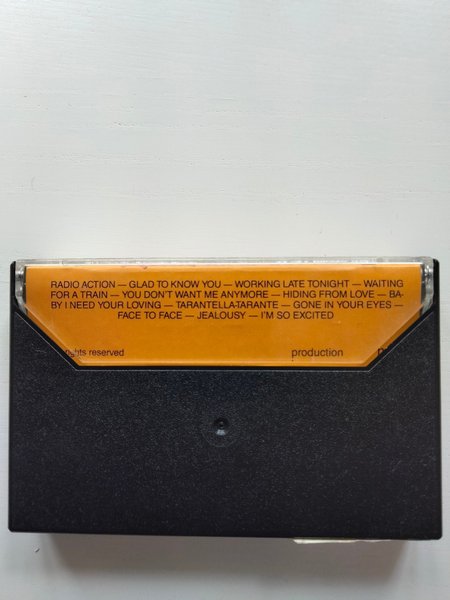 RADIO ACTION — GLAD TO KNOW YOU — WORKING LATE TONIGHT — WAITING
FOR A TRAIN — YOU DON'T WANT ME ANYMORE — HIDING FROM LOVE — BA-
BY I NEED YOUR LOVING — TARANTELLA-TARANTE — GONE IN YOUR EYES —
FACE TO FACE — JEALOUSY — I'M SO EXCITED
reserved production